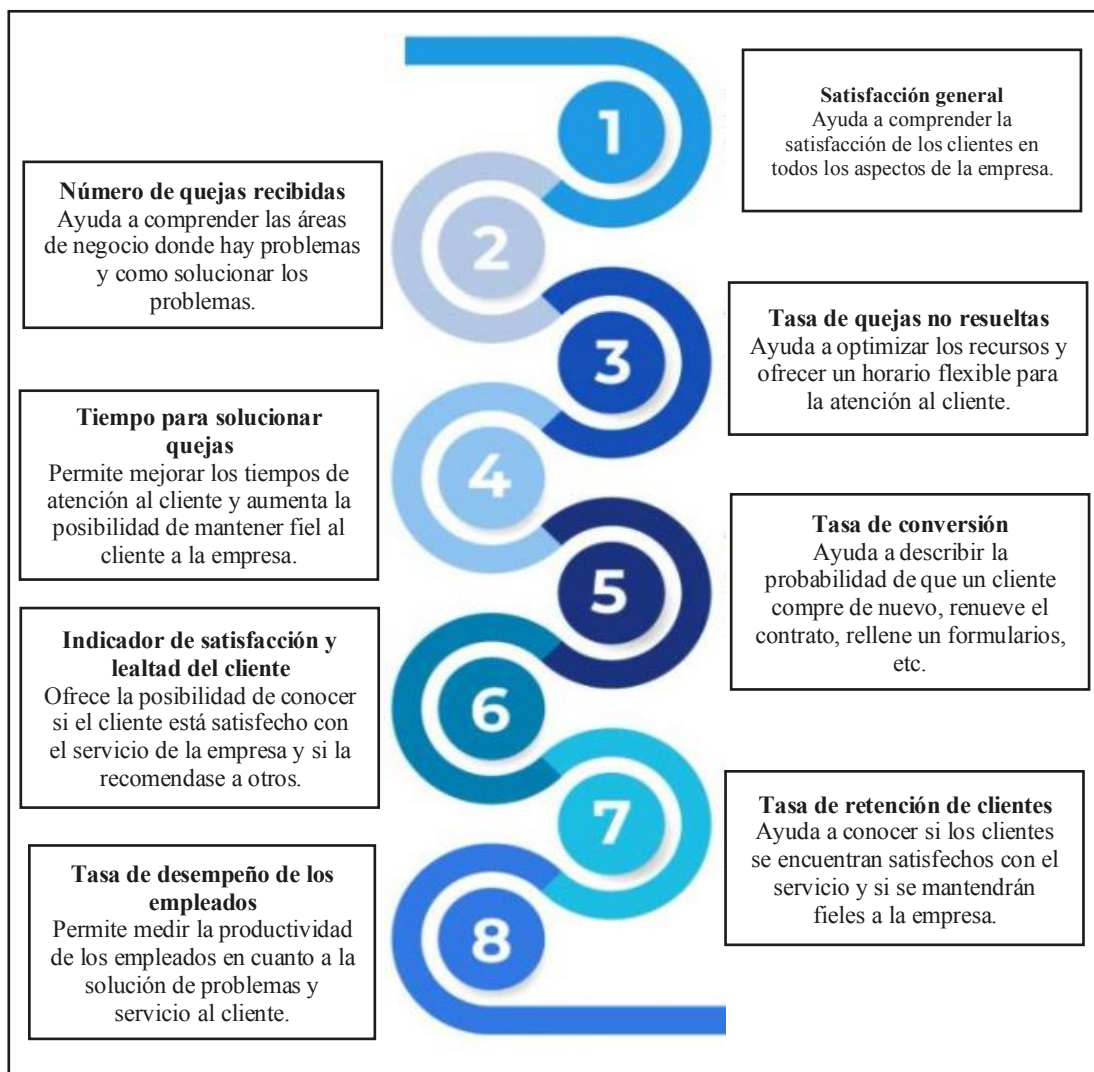 1
Satisfacción general
Ayuda a comprender la
satisfacción de los clientes en
todos los aspectos de la empresa.
Número de quejas recibidas
Ayuda a comprender las áreas
de negocio donde hay problemas
y como solucionar los
problemas.
2
3
Tasa de quejas no resueltas
Ayuda a optimizar los recursos y
ofrecer un horario flexible para
la atención al cliente.
Tiempo para solucionar
quejas
Permite mejorar los tiempos de
atención al cliente y aumenta la
posibilidad de mantener fiel al
cliente a la empresa.
4
5
Tasa de conversión
Ayuda a describir la
probabilidad de que un cliente
compre de nuevo, renueve el
contrato, rellene un formularios,
etc.
Indicador de satisfacción y
lealtad del cliente
Ofrece la posibilidad de conocer
si el cliente está satisfecho con
el servicio de la empresa y si la
recomendase a otros.
6
7
Tasa de retención de clientes
Ayuda a conocer si los clientes
se encuentran satisfechos con el
servicio y si se mantendrán
fieles a la empresa.
Tasa de desempeño de los
empleados
Permite medir la productividad
de los empleados en cuanto a la
solución de problemas y
servicio al cliente.
8